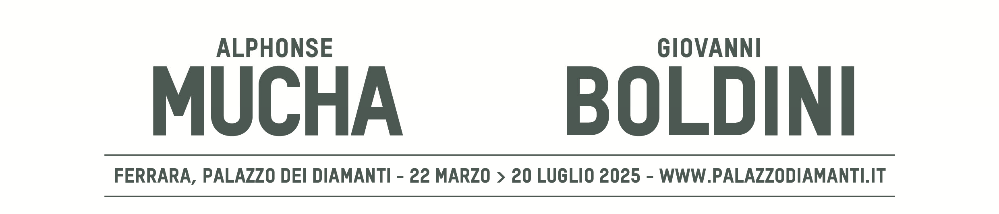 ALPHONSE
MUCHA
GIOVANNI
BOLDINI
FERRARA, PALAZZO DEI DIAMANTI - 22 MARZO > 20 LUGLIO 2025 - WWW.PALAZZODIAMANTI.IT